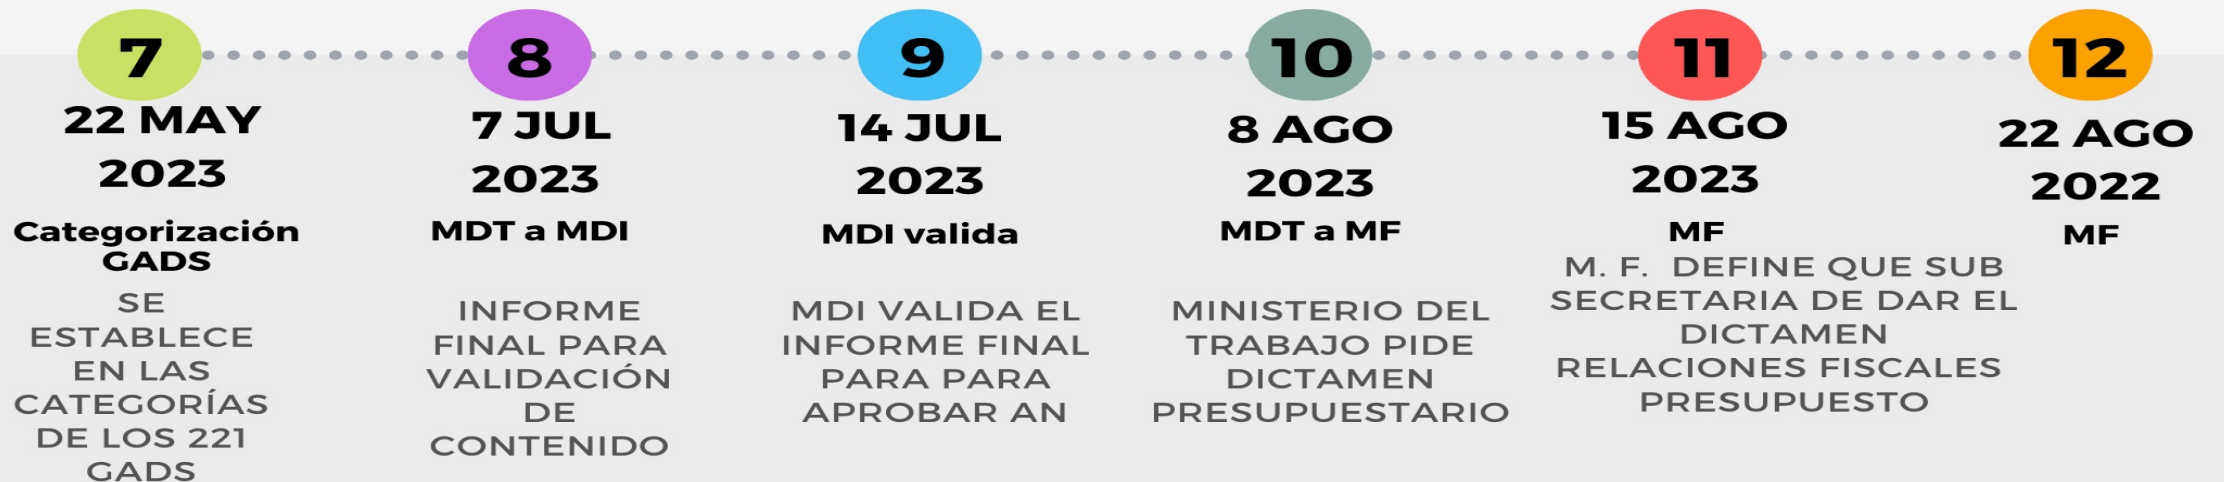 7
22 MAY
2023
Categorización
GADS
SE
ESTABLECE
EN LAS
CATEGORÍAS
DE LOS 221
GADS
8
7 JUL
2023
MDT a MDI
INFORME
FINAL PARA
VALIDACIÓN
DE
CONTENIDO
9
14 JUL
2023
MDI valida
MDI VALIDA EL
INFORME FINAL
PARA PARA
APROBAR AN
10
8 AGO
2023
MDT a MF
MINISTERIO DEL
TRABAJO PIDE
DICTAMEN
PRESUPUESTARIO
11
15 AGO
2023
MF
M. F. DEFINE QUE SUB
SECRETARIA DE DAR EL
DICTAMEN
RELACIONES FISCALES
PRESUPUESTO
12
22 AGO
2022
MF